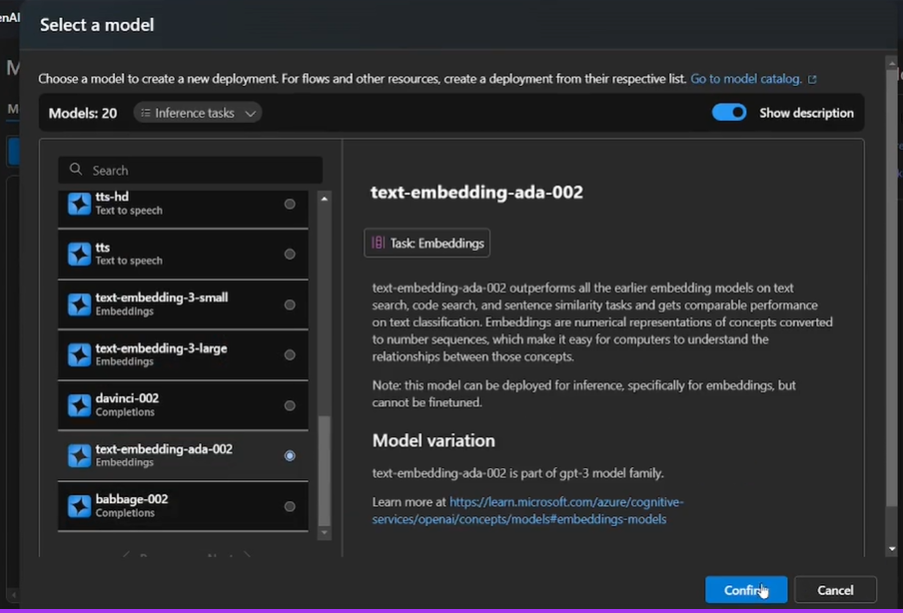 Select a model
Choose a model to create a new deployment. For flows and other resources, create a deployment from their respective list. Go to model catalog.
Models: 20
Inference tasks
Show description
Search
tts-hd
Text to speech
tts
Text to speech
text-embedding-3-small
Embeddings
text-embedding-3-large
Embeddings
davinci-002
Completions
text-embedding-ada-002
Embeddings
babbage-002
Completions
text-embedding-ada-002
Task: Embeddings
text-embedding-ada-002 outperforms all the earlier embedding models on text
search, code search, and sentence similarity tasks and gets comparable performance
on text classification. Embeddings are numerical representations of concepts converted
to number sequences, which make it easy for computers to understand the
relationships between those concepts.
Note: this model can be deployed for inference, specifically for embeddings, but
cannot be finetuned.
Model variation
text-embedding-ada-002 is part of gpt-3 model family.
Learn more at https://learn.microsoft.com/azure/cognitive-
services/openai/concepts/models#embeddings-models
Confirm
Cancel